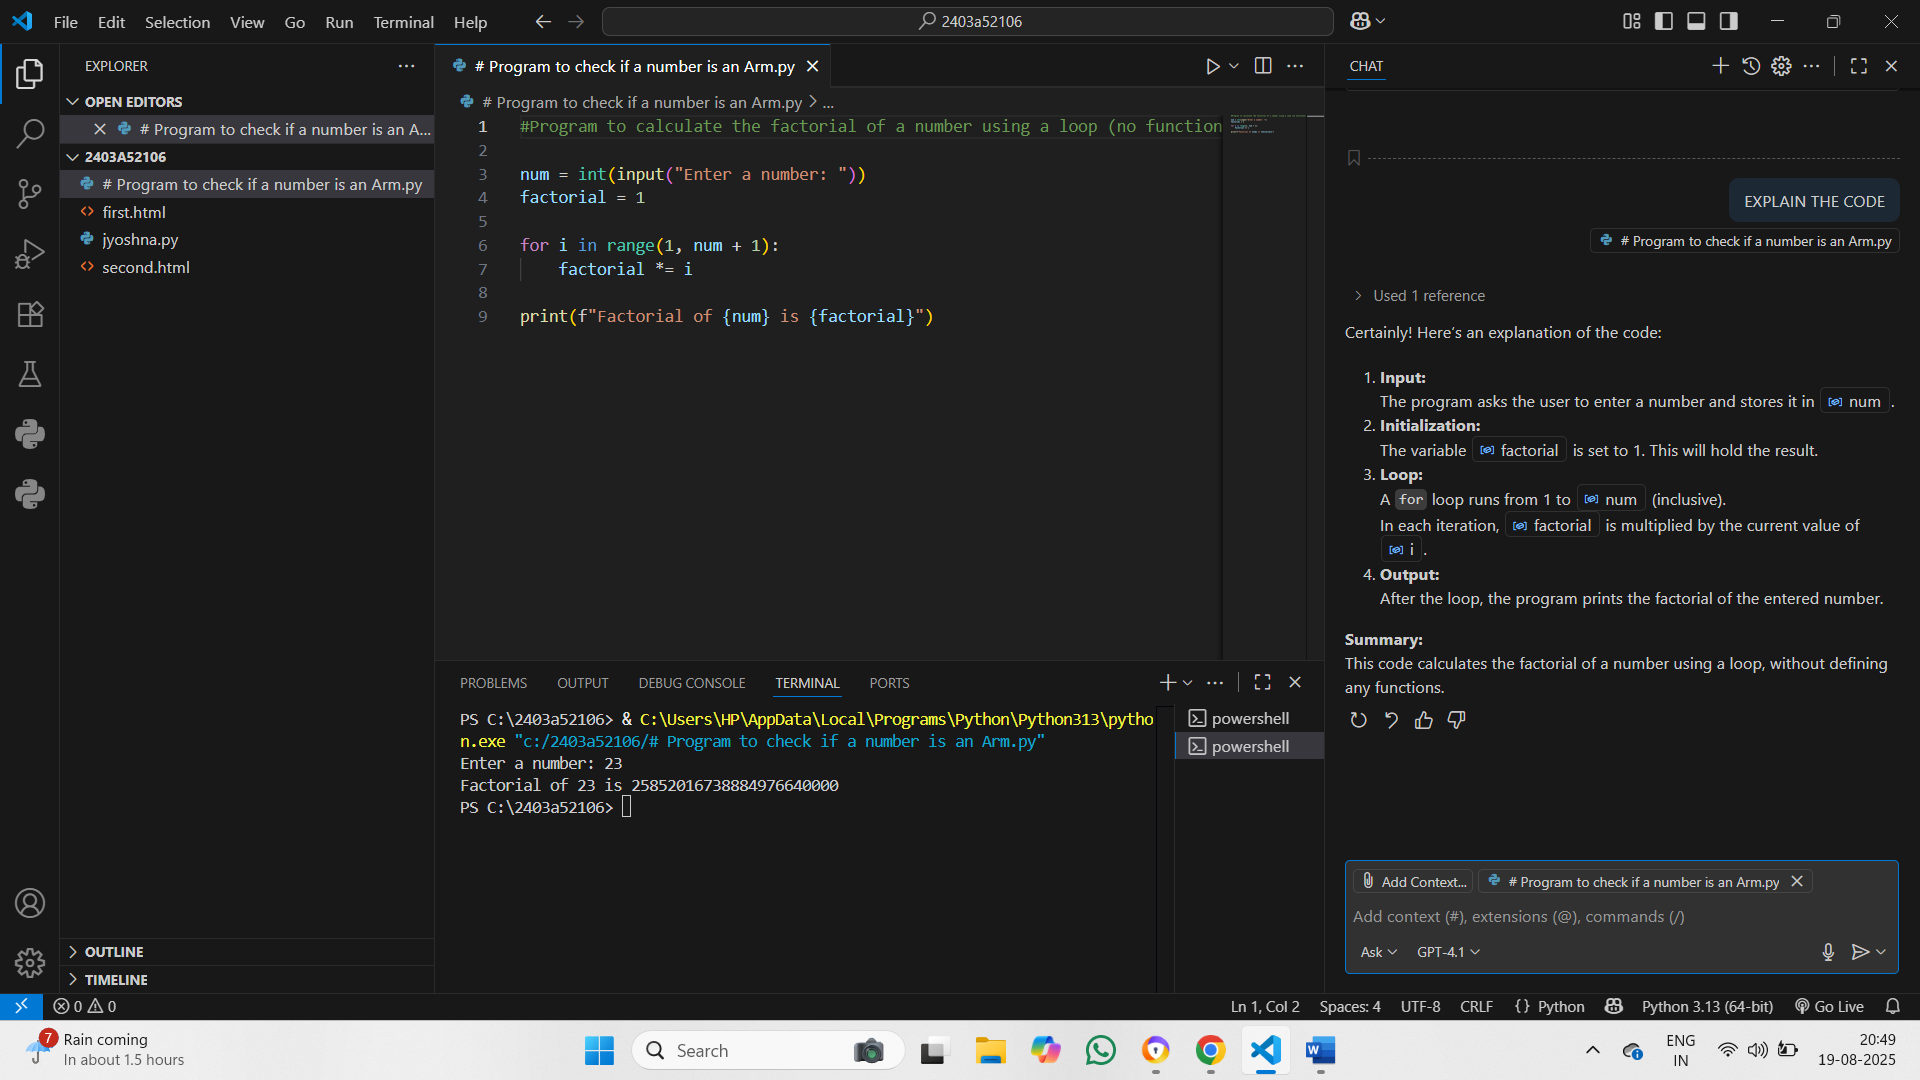 File Edit Selection View Go Run Terminal Help
2403a52106
EXPLORER
OPEN EDITORS
# Program to check if a number is an A...
2403A52106
# Program to check if a number is an Arm.py
first.html
jyoshna.py
second.html
OUTLINE
TIMELINE
# Program to check if a number is an Arm.py
# Program to check if a number is an Arm.py > ...
1 #Program to calculate the factorial of a number using a loop (no function
2
3 num = int(input("Enter a number: "))
4 factorial = 1
5
6 for i in range(1, num + 1):
7     factorial *= i
8
9 print(f"Factorial of {num} is {factorial}")
PROBLEMS OUTPUT DEBUG CONSOLE TERMINAL PORTS
PS C:\2403a52106> & C:\Users\HP\AppData\Local\Programs\Python\Python313\pytho
n.exe "c:/2403a52106/# Program to check if a number is an Arm.py"
Enter a number: 23
Factorial of 23 is 25852016738884976640000
PS C:\2403a52106>
powershell
powershell
CHAT
EXPLAIN THE CODE
# Program to check if a number is an Arm.py
Used 1 reference
Certainly! Here's an explanation of the code:
1. Input:
The program asks the user to enter a number and stores it in num .
2. Initialization:
The variable factorial is set to 1. This will hold the result.
3. Loop:
A for loop runs from 1 to num (inclusive).
In each iteration, factorial is multiplied by the current value of
i .
4. Output:
After the loop, the program prints the factorial of the entered number.
Summary:
This code calculates the factorial of a number using a loop, without defining
any functions.
Add Context... # Program to check if a number is an Arm.py
Add context (#), extensions (@), commands (/)
Ask GPT-4.1
0 0
Ln 1, Col 2 Spaces: 4 UTF-8 CRLF {} Python Python 3.13 (64-bit) Go Live
7
Rain coming
In about 1.5 hours
Search
ENG
IN
20:49
19-08-2025